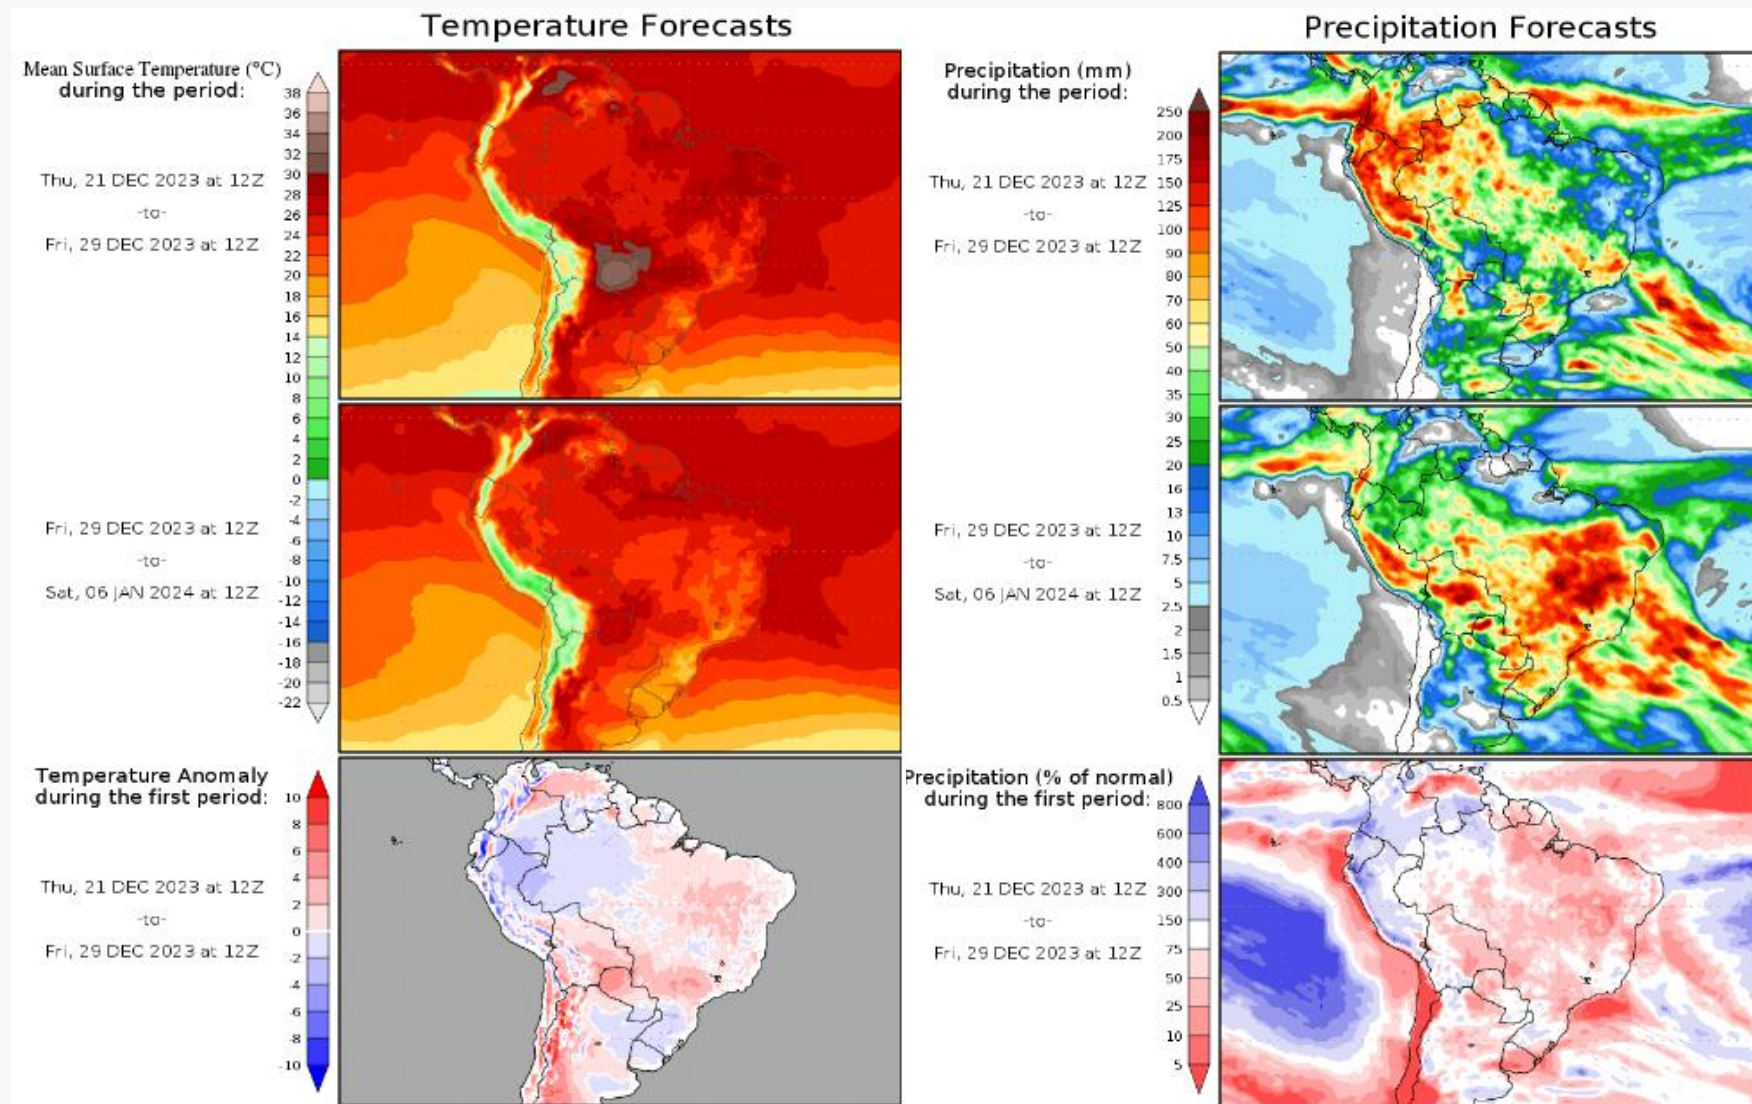 Temperature Forecasts
Mean Surface Temperature (°C)
during the period:
38
36
34
32
30
28
26
24
22
20
18
16
14
12
10
8
6
4
2
0
-2
-4
-6
-8
-10
-12
-14
-16
-18
-20
-22
Thu, 21 DEC 2023 at 12Z
-to-
Fri, 29 DEC 2023 at 12Z
Fri, 29 DEC 2023 at 12Z
-to-
Sat, 06 JAN 2024 at 12Z
Temperature Anomaly
during the first period:
10
8
6
4
2
0
-2
-4
-6
-8
-10
Thu, 21 DEC 2023 at 12Z
-to-
Fri, 29 DEC 2023 at 12Z
Precipitation Forecasts
Precipitation (mm)
during the period:
250
200
175
150
125
100
90
80
70
60
50
40
35
30
25
20
16
13
10
7.5
5
2.5
2
1.5
1
0.5
Thu, 21 DEC 2023 at 12Z
-to-
Fri, 29 DEC 2023 at 12Z
Fri, 29 DEC 2023 at 12Z
-to-
Sat, 06 JAN 2024 at 12Z
Precipitation (% of normal)
during the first period:
800
600
400
300
150
75
50
25
10
5
Thu, 21 DEC 2023 at 12Z
-to-
Fri, 29 DEC 2023 at 12Z